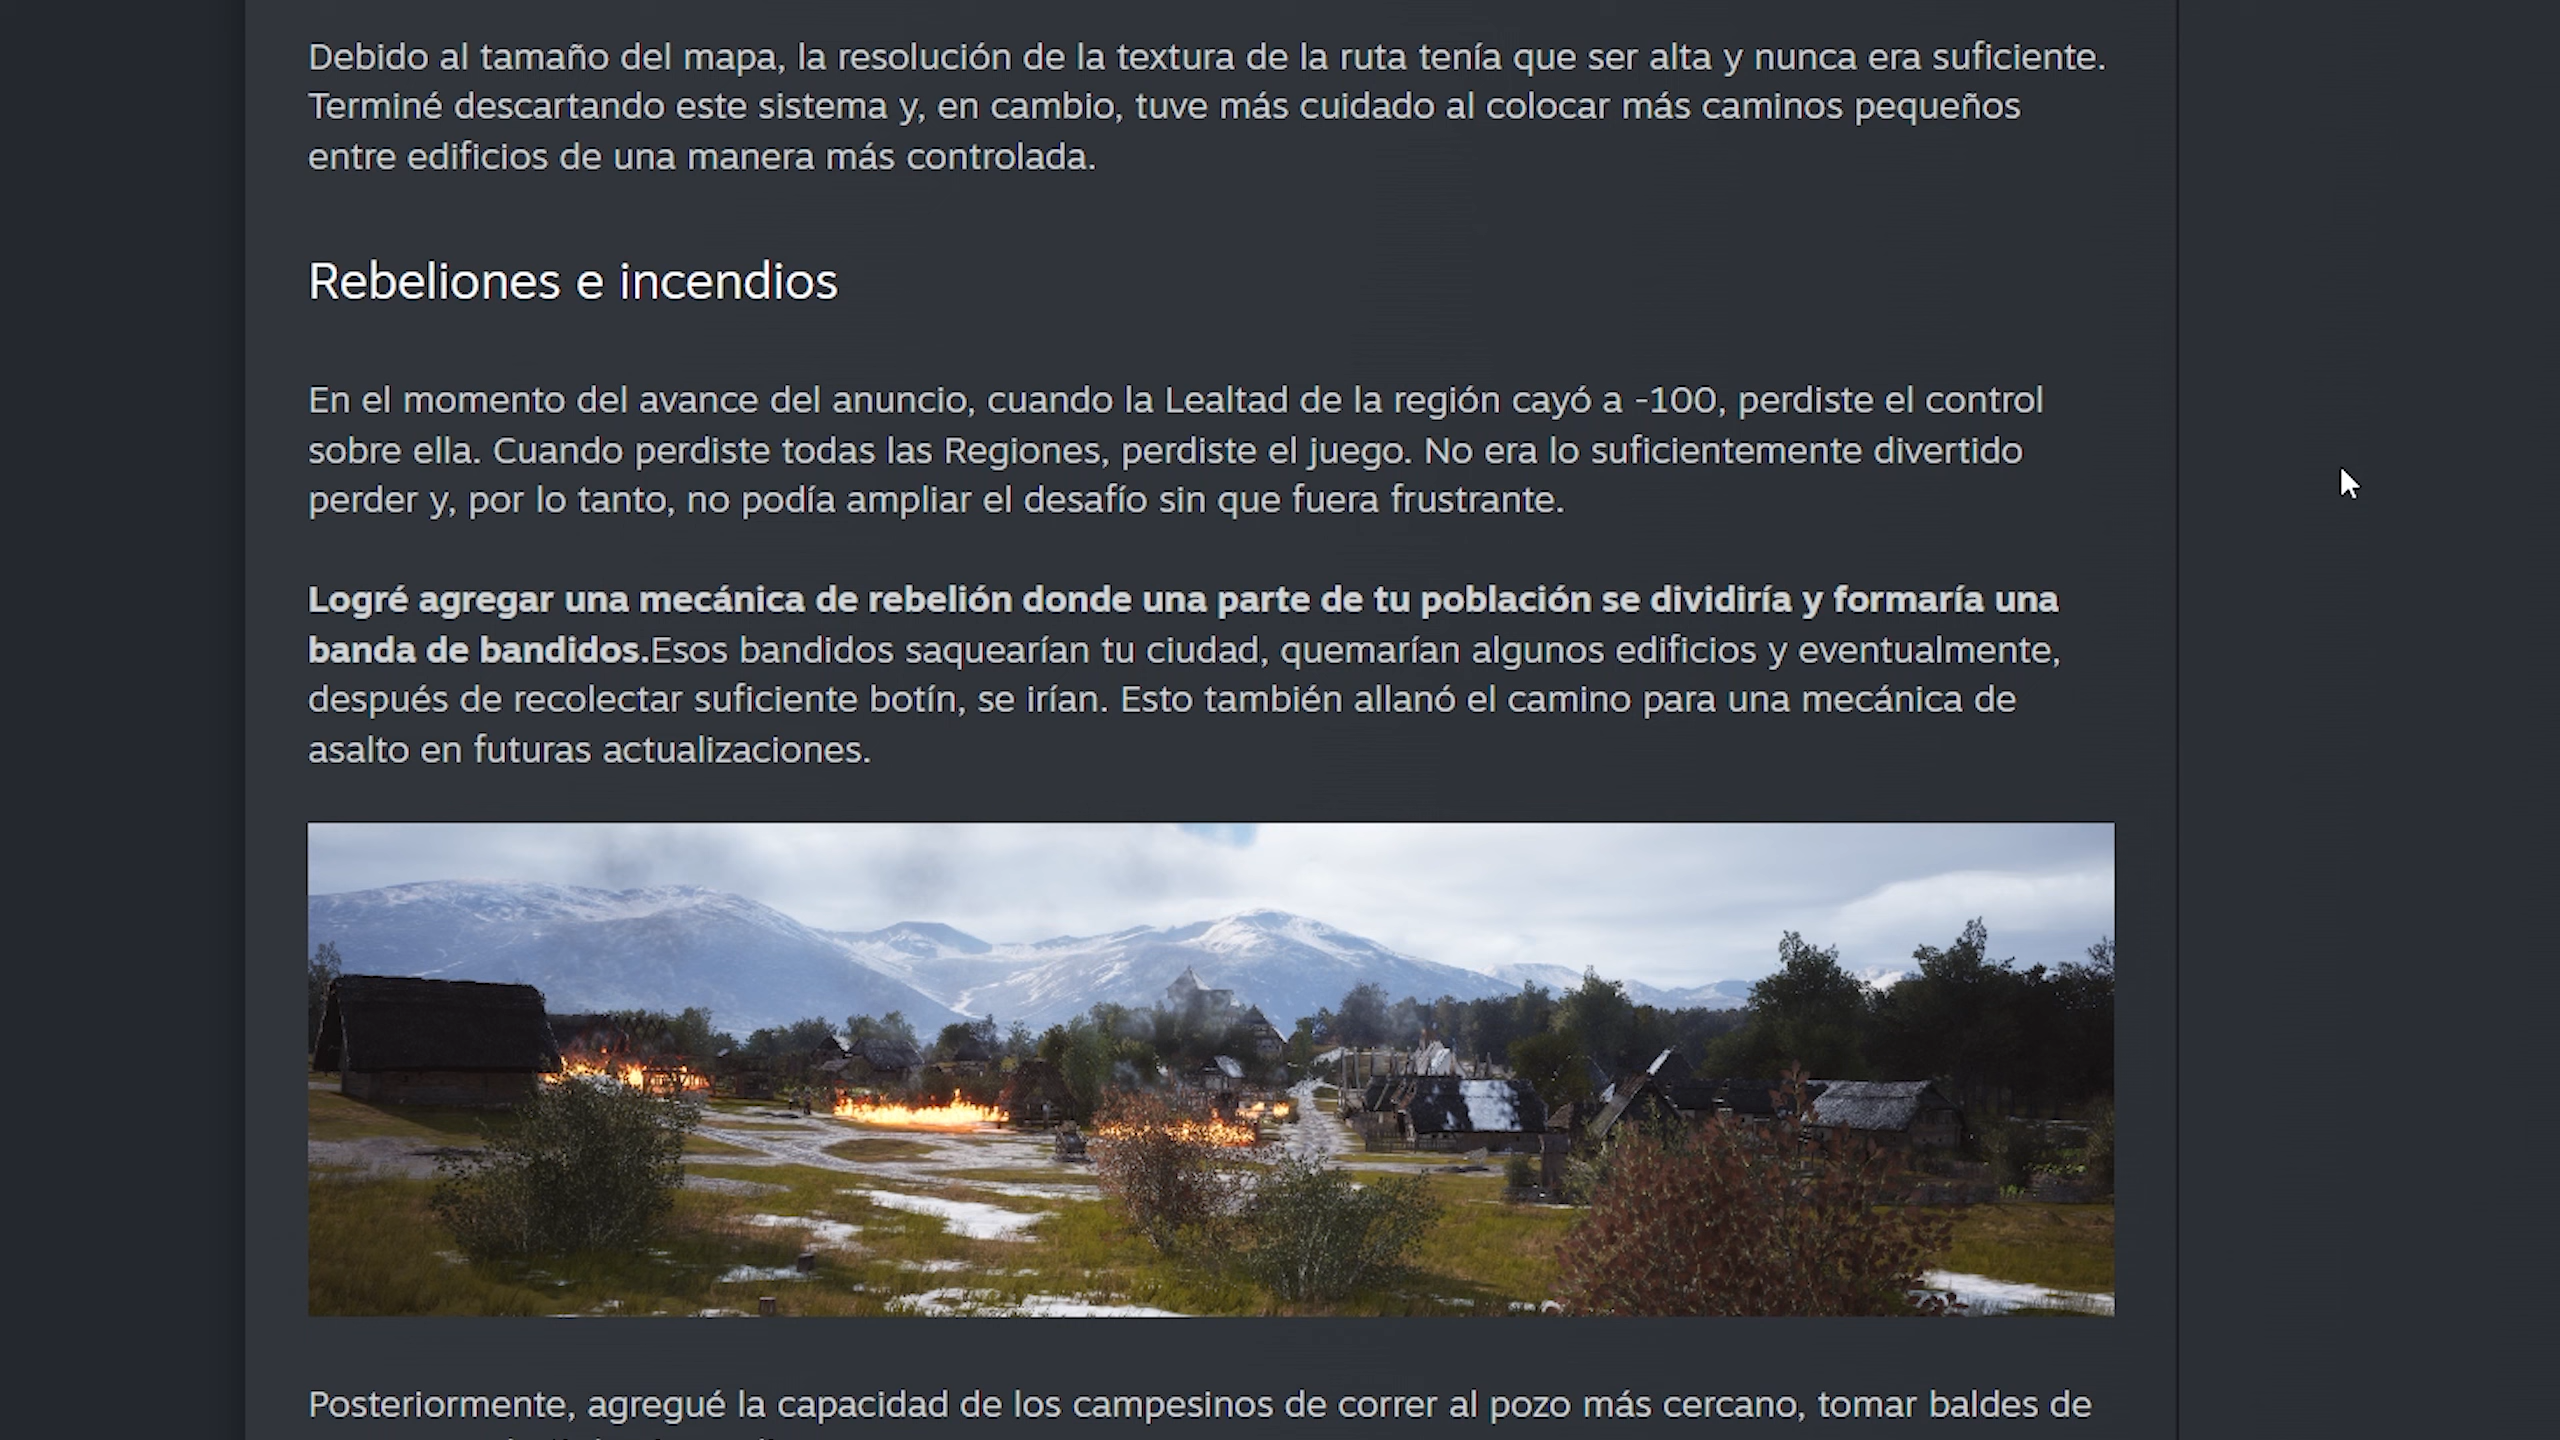 Debido al tamaño del mapa, la resolución de la textura de la ruta tenía que ser alta y nunca era suficiente.
Terminé descartando este sistema y, en cambio, tuve más cuidado al colocar más caminos pequeños
entre edificios de una manera más controlada.
Rebeliones e incendios
En el momento del avance del anuncio, cuando la Lealtad de la región cayó a -100, perdiste el control
sobre ella. Cuando perdiste todas las Regiones, perdiste el juego. No era lo suficientemente divertido
perder y, por lo tanto, no podía ampliar el desafío sin que fuera frustrante.
Logré agregar una mecánica de rebelión donde una parte de tu población se dividiría y formaría una
banda de bandidos.Esos bandidos saquearían tu ciudad, quemarían algunos edificios y eventualmente,
después de recolectar suficiente botín, se irían. Esto también allanó el camino para una mecánica de
asalto en futuras actualizaciones.
Posteriormente, agregué la capacidad de los campesinos de correr al pozo más cercano, tomar baldes de